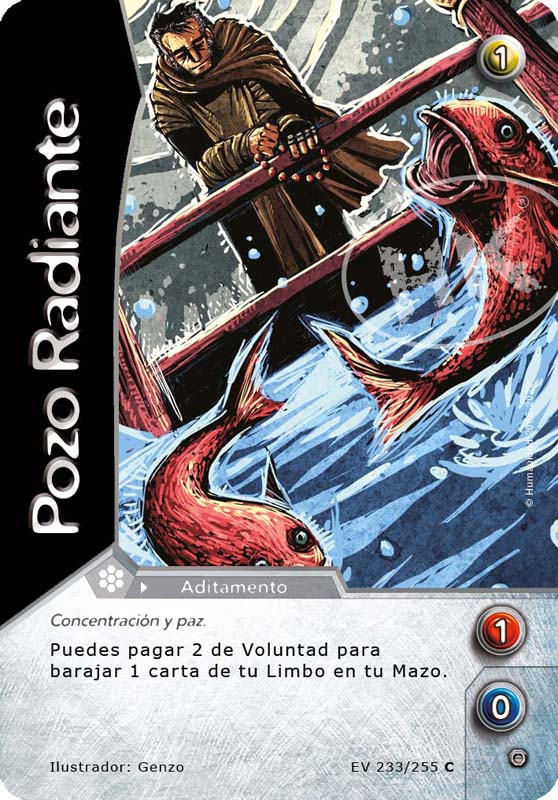 Pozo Radiante
1
® 
Aditamento
Concentración y paz.
Puedes pagar 2 de Voluntad para
barajar 1 carta de tu Limbo en tu Mazo.
1
0
Ilustrador: Genzo
EV 233/255 C